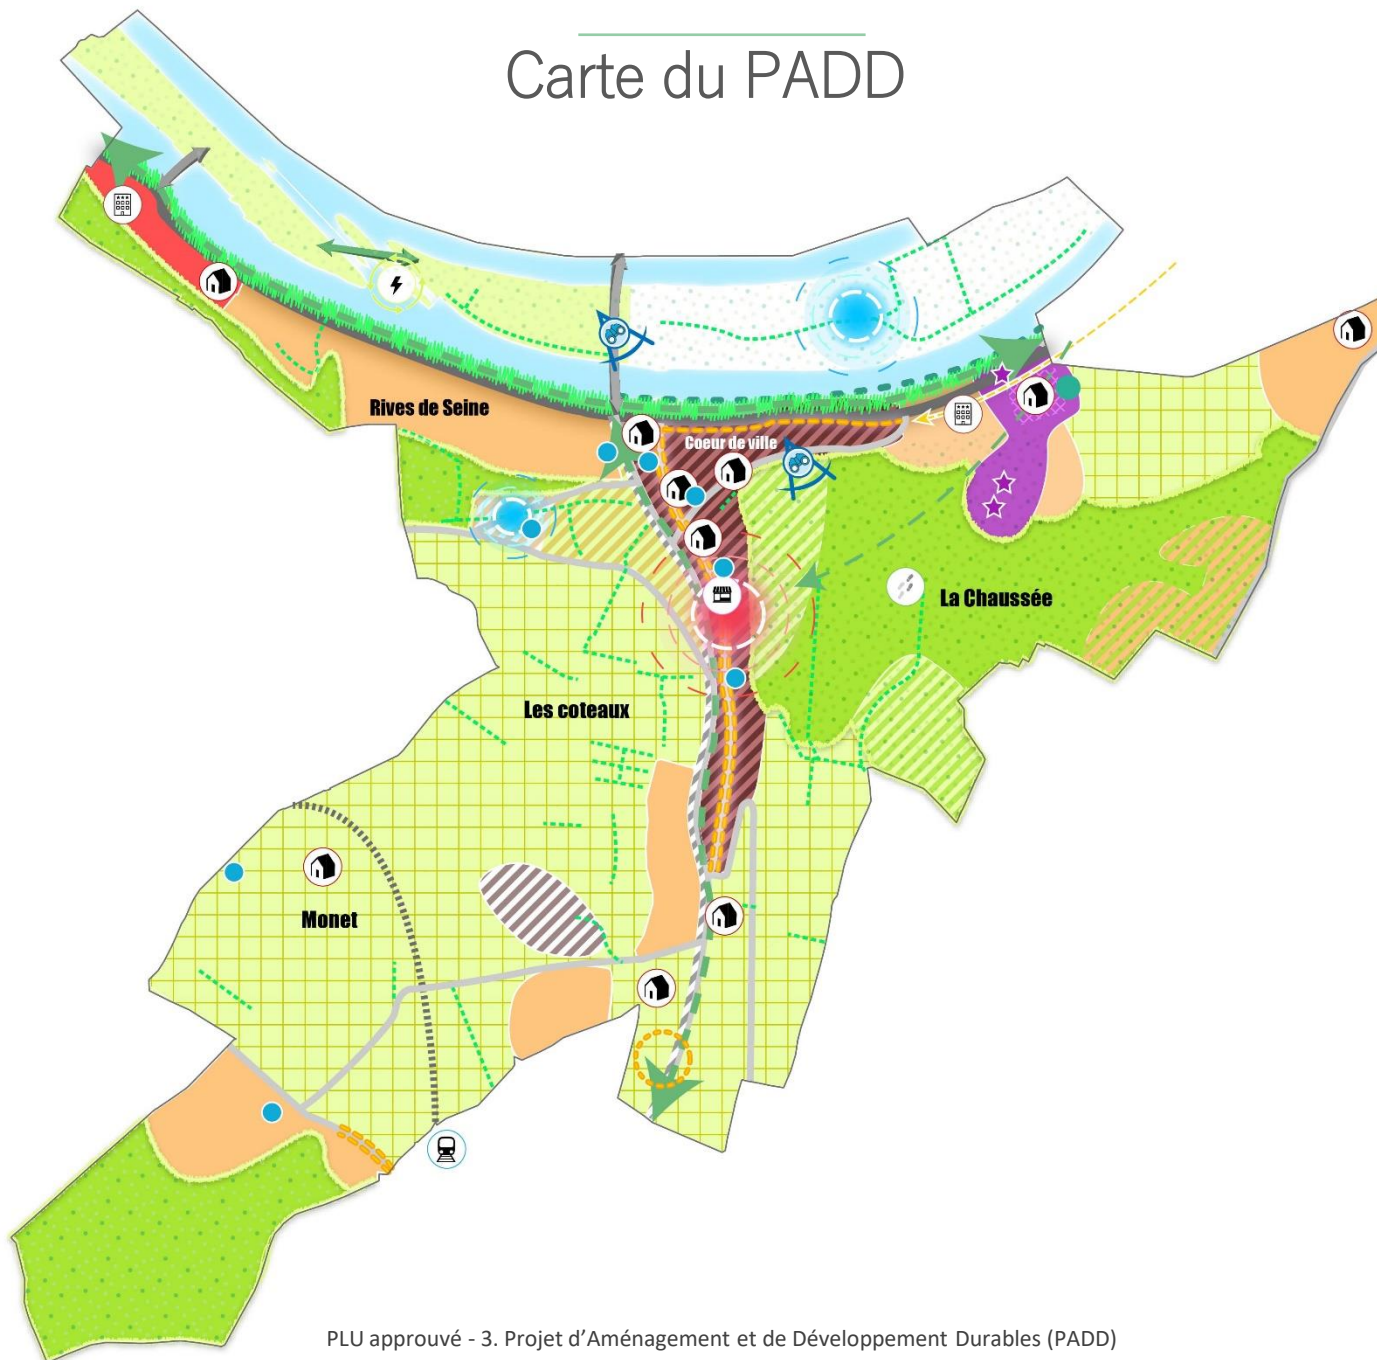 Carte du PADD
Rives de Seine
Coeur de ville
La Chaussée
Les coteaux
Monet
PLU approuvé - 3. Projet d’Aménagement et de Développement Durables (PADD)